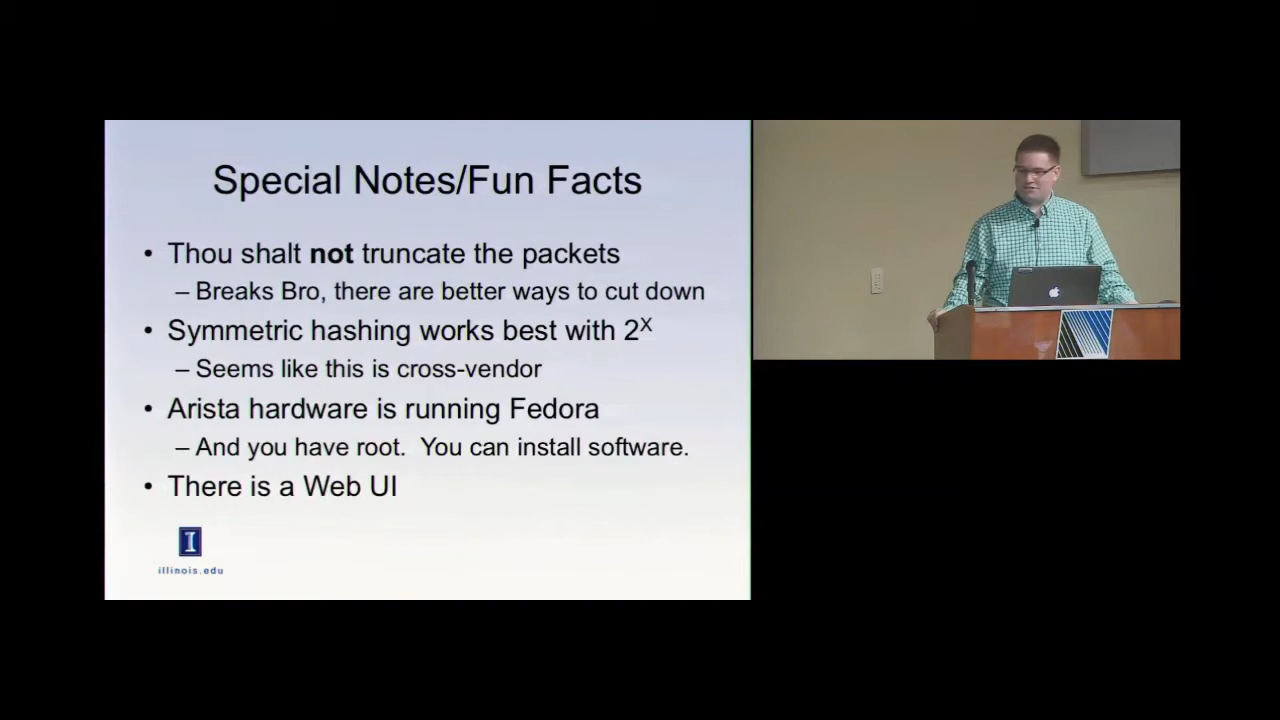 Special Notes/Fun Facts
• Thou shalt not truncate the packets
– Breaks Bro, there are better ways to cut down
• Symmetric hashing works best with 2ˣ
– Seems like this is cross-vendor
• Arista hardware is running Fedora
– And you have root. You can install software.
• There is a Web UI
I
illinois.edu